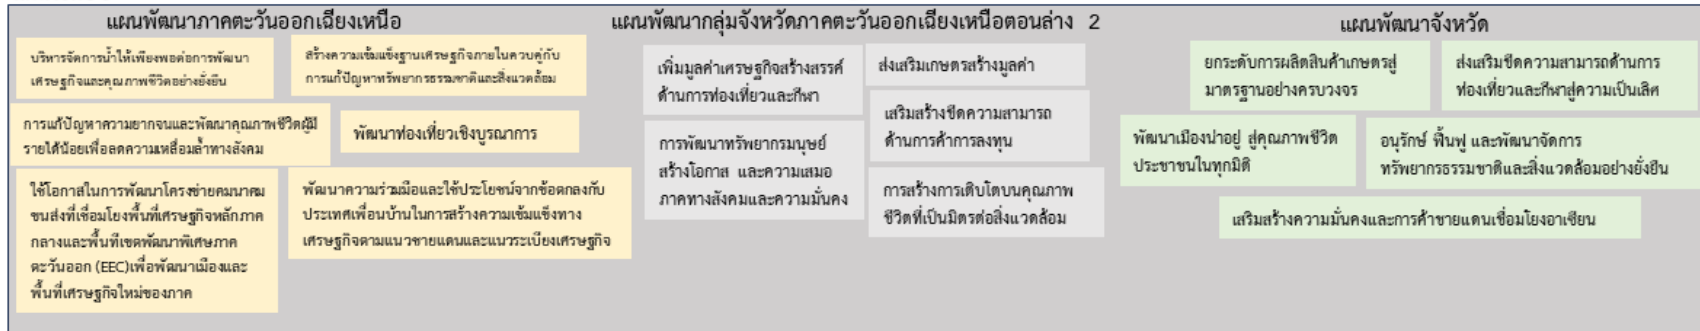 แผนพัฒนาภาคตะวันออกเฉียงเหนือ
บริหารจัดการน้ำให้เพียงพอต่อการพัฒนา
เศรษฐกิจและคุณภาพชีวิตอย่างยั่งยืน
สร้างความเข้มแข็งฐานเศรษฐกิจภายในควบคู่กับ
การแก้ปัญหาทรัพยากรธรรมชาติและสิ่งแวดล้อม
การแก้ปัญหาความยากจนและพัฒนาคุณภาพชีวิตผู้มี
รายได้น้อยเพื่อลดความเหลื่อมล้ำทางสังคม
พัฒนาท่องเที่ยวเชิงบูรณาการ
ใช้โอกาสในการพัฒนาโครงข่ายคมนาคม
ขนส่งที่เชื่อมโยงพื้นที่เศรษฐกิจหลักภาค
กลางและพื้นที่เขตพัฒนาพิเศษภาค
ตะวันออก (EEC)เพื่อพัฒนาเมืองและ
พื้นที่เศรษฐกิจใหม่ของภาค
พัฒนาความร่วมมือและใช้ประโยชน์จากข้อตกลงกับ
ประเทศเพื่อนบ้านในการสร้างความเข้มแข็งทาง
เศรษฐกิจตามแนวชายแดนและแนวระเบียงเศรษฐกิจ
แผนพัฒนากลุ่มจังหวัดภาคตะวันออกเฉียงเหนือตอนล่าง 2
เพิ่มมูลค่าเศรษฐกิจสร้างสรรค์
ด้านการท่องเที่ยวและกีฬา
ส่งเสริมเกษตรสร้างมูลค่า
เสริมสร้างขีดความสามารถ
ด้านการค้าการลงทุน
การพัฒนาทรัพยากรมนุษย์
สร้างโอกาส และความเสมอ
ภาคทางสังคมและความมั่นคง
การสร้างการเติบโตบนคุณภาพ
ชีวิตที่เป็นมิตรต่อสิ่งแวดล้อม
แผนพัฒนาจังหวัด
ยกระดับการผลิตสินค้าเกษตรสู่
มาตรฐานอย่างครบวงจร
ส่งเสริมขีดความสามารถด้านการ
ท่องเที่ยวและกีฬาสู่ความเป็นเลิศ
พัฒนาเมืองน่าอยู่ สู่คุณภาพชีวิต
ประชาชนในทุกมิติ
อนุรักษ์ ฟื้นฟู และพัฒนาจัดการ
ทรัพยากรธรรมชาติและสิ่งแวดล้อมอย่างยั่งยืน
เสริมสร้างความมั่นคงและการค้าชายแดนเชื่อมโยงอาเซียน